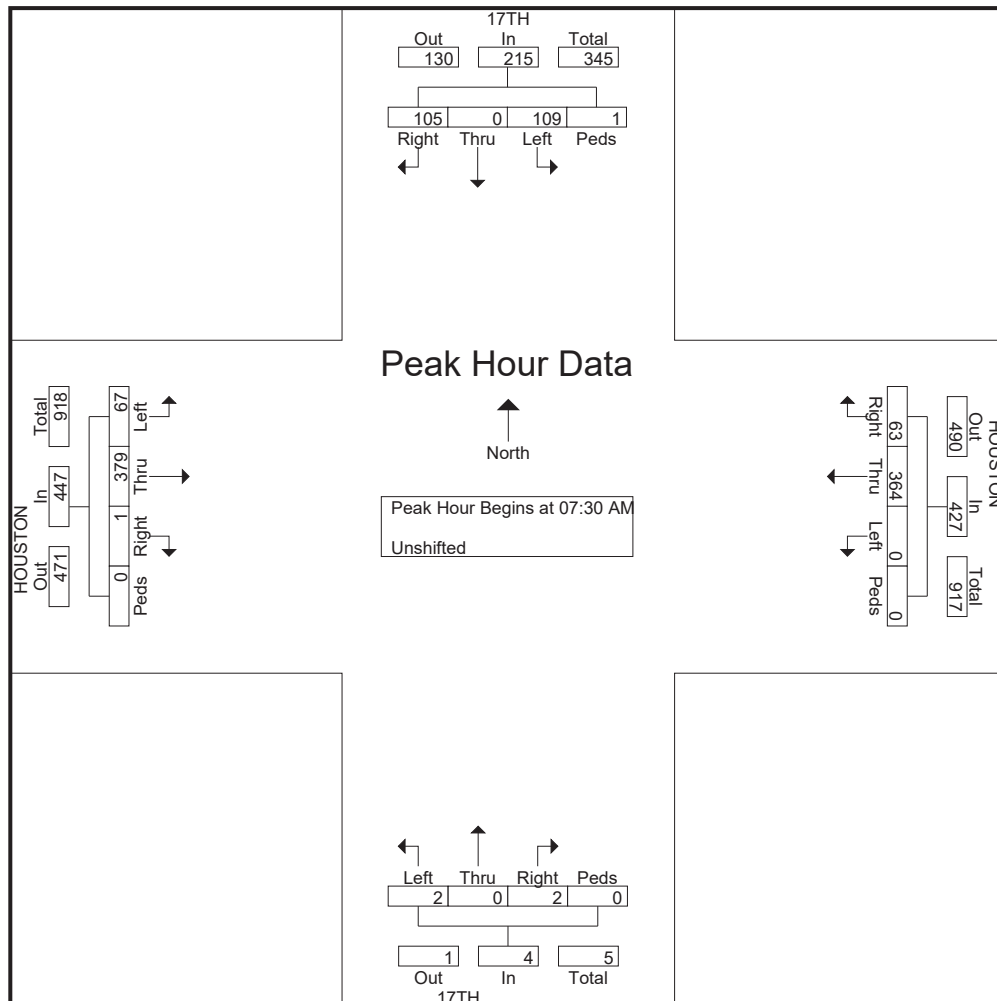 17TH
Out In Total
130 215 345
105 0 109 1
Right Thru Left Peds
Peak Hour Data
North
Peak Hour Begins at 07:30 AM
Unshifted
HOUSTON
Out In Total
471 447 918
67 379 1 0
Left Thru Right Peds
HOUSTON
Out In Total
490 427 917
63 364 0 0
Right Thru Left Peds
Left Thru Right Peds
2 0 2 0
1 4 5
Out In Total
17TH